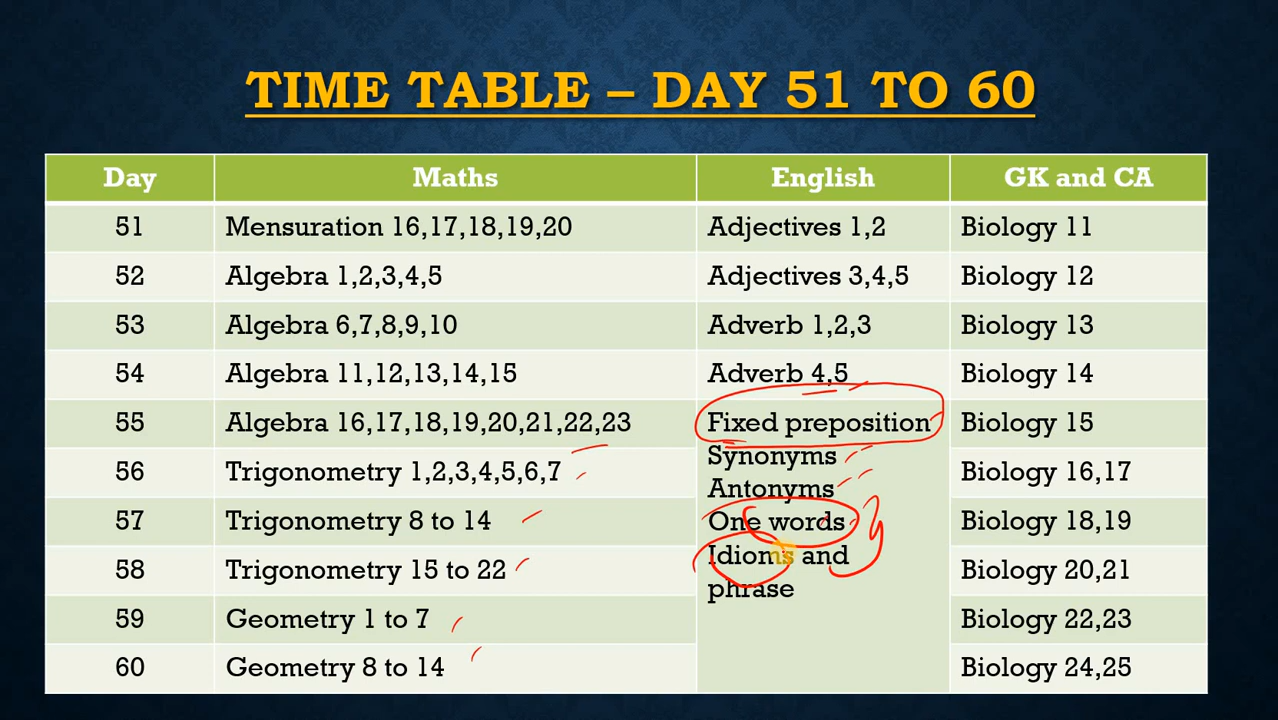 TIME TABLE – DAY 51 TO 60
Day Maths English GK and CA
51 Mensuration 16,17,18,19,20 Adjectives 1,2 Biology 11
52 Algebra 1,2,3,4,5 Adjectives 3,4,5 Biology 12
53 Algebra 6,7,8,9,10 Adverb 1,2,3 Biology 13
54 Algebra 11,12,13,14,15 Adverb 4,5 Biology 14
55 Algebra 16,17,18,19,20,21,22,23 Fixed preposition Biology 15
Synonyms
56 Trigonometry 1,2,3,4,5,6,7 Biology 16,17
Antonyms
57 Trigonometry 8 to 14 One words Biology 18,19
Idioms and
58 Trigonometry 15 to 22 Biology 20,21
phrase
59 Geometry 1 to 7 Biology 22,23
60 Geometry 8 to 14 Biology 24,25